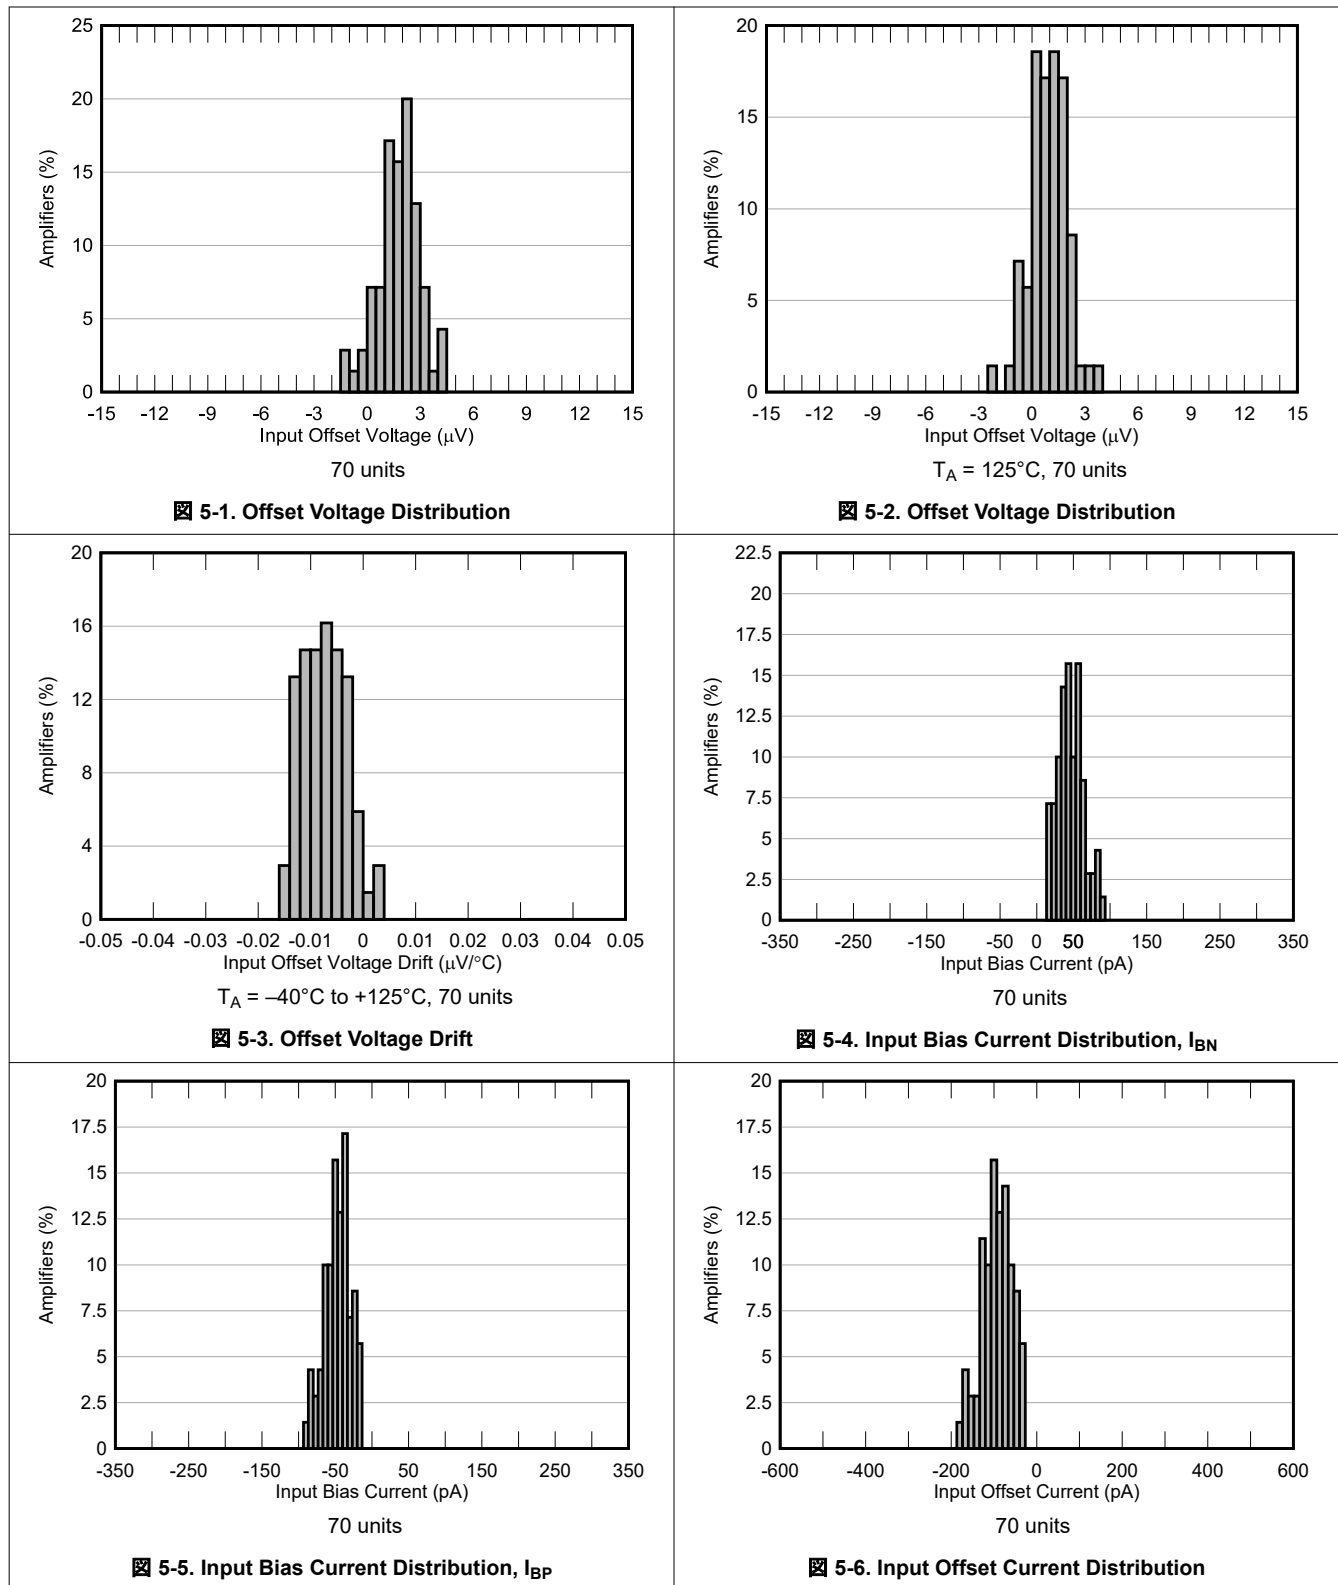 25
20
15
10
5
0
Amplifiers (%)
-15 -12 -9 -6 -3 0 3 6 9 12 15
Input Offset Voltage (μV)
70 units
図 5-1. Offset Voltage Distribution
20
15
10
5
0
Amplifiers (%)
-15 -12 -9 -6 -3 0 3 6 9 12 15
Input Offset Voltage (μV)
TA = 125°C, 70 units
図 5-2. Offset Voltage Distribution
20
16
12
8
4
0
Amplifiers (%)
-0.05 -0.04 -0.03 -0.02 -0.01 0 0.02 0.02 0.03 0.04 0.05
Input Offset Voltage Drift (μV/°C)
TA = –40°C to +125°C, 70 units
図 5-3. Offset Voltage Drift
22.5
20
17.5
15
12.5
10
7.5
5
2.5
0
Amplifiers (%)
-350 -250 -150 -50 0 50 150 250 350
Input Bias Current (pA)
70 units
図 5-4. Input Bias Current Distribution, IBN
20
17.5
15
12.5
10
7.5
5
2.5
0
Amplifiers (%)
-350 -250 -150 -50 50 150 250 350
Input Bias Current (pA)
70 units
図 5-5. Input Bias Current Distribution, IBP
20
17.5
15
12.5
10
7.5
5
2.5
0
Amplifiers (%)
-600 -400 -200 0 200 400 600
Input Offset Current (pA)
70 units
図 5-6. Input Offset Current Distribution